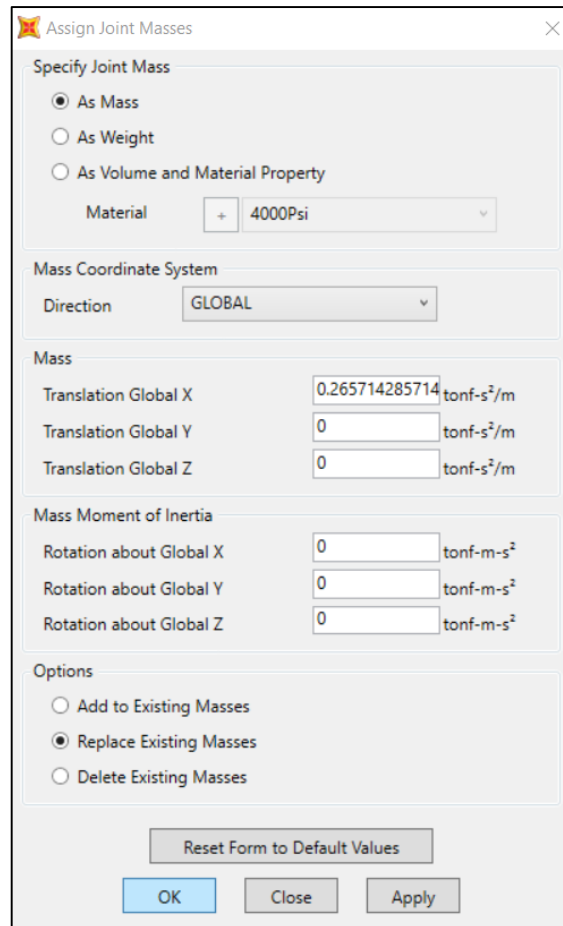 Assign Joint Masses
Specify Joint Mass
As Mass
As Weight
As Volume and Material Property
Material + 4000Psi
Mass Coordinate System
Direction GLOBAL
Mass
Translation Global X 0.265714285714 tonf-s²/m
Translation Global Y 0 tonf-s²/m
Translation Global Z 0 tonf-s²/m
Mass Moment of Inertia
Rotation about Global X 0 tonf-m-s²
Rotation about Global Y 0 tonf-m-s²
Rotation about Global Z 0 tonf-m-s²
Options
Add to Existing Masses
Replace Existing Masses
Delete Existing Masses
Reset Form to Default Values
OK Close Apply